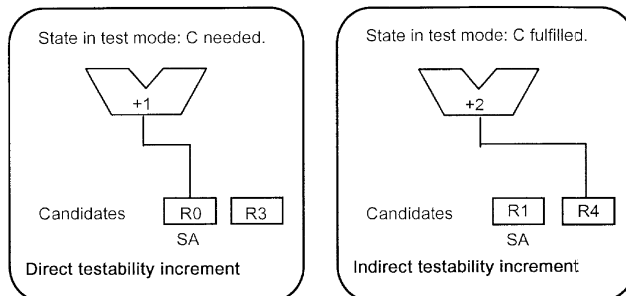 State in test mode: C needed.
+1
Candidates R0 R3
SA
Direct testability increment
State in test mode: C fulfilled.
+2
Candidates R1 R4
SA
Indirect testability increment